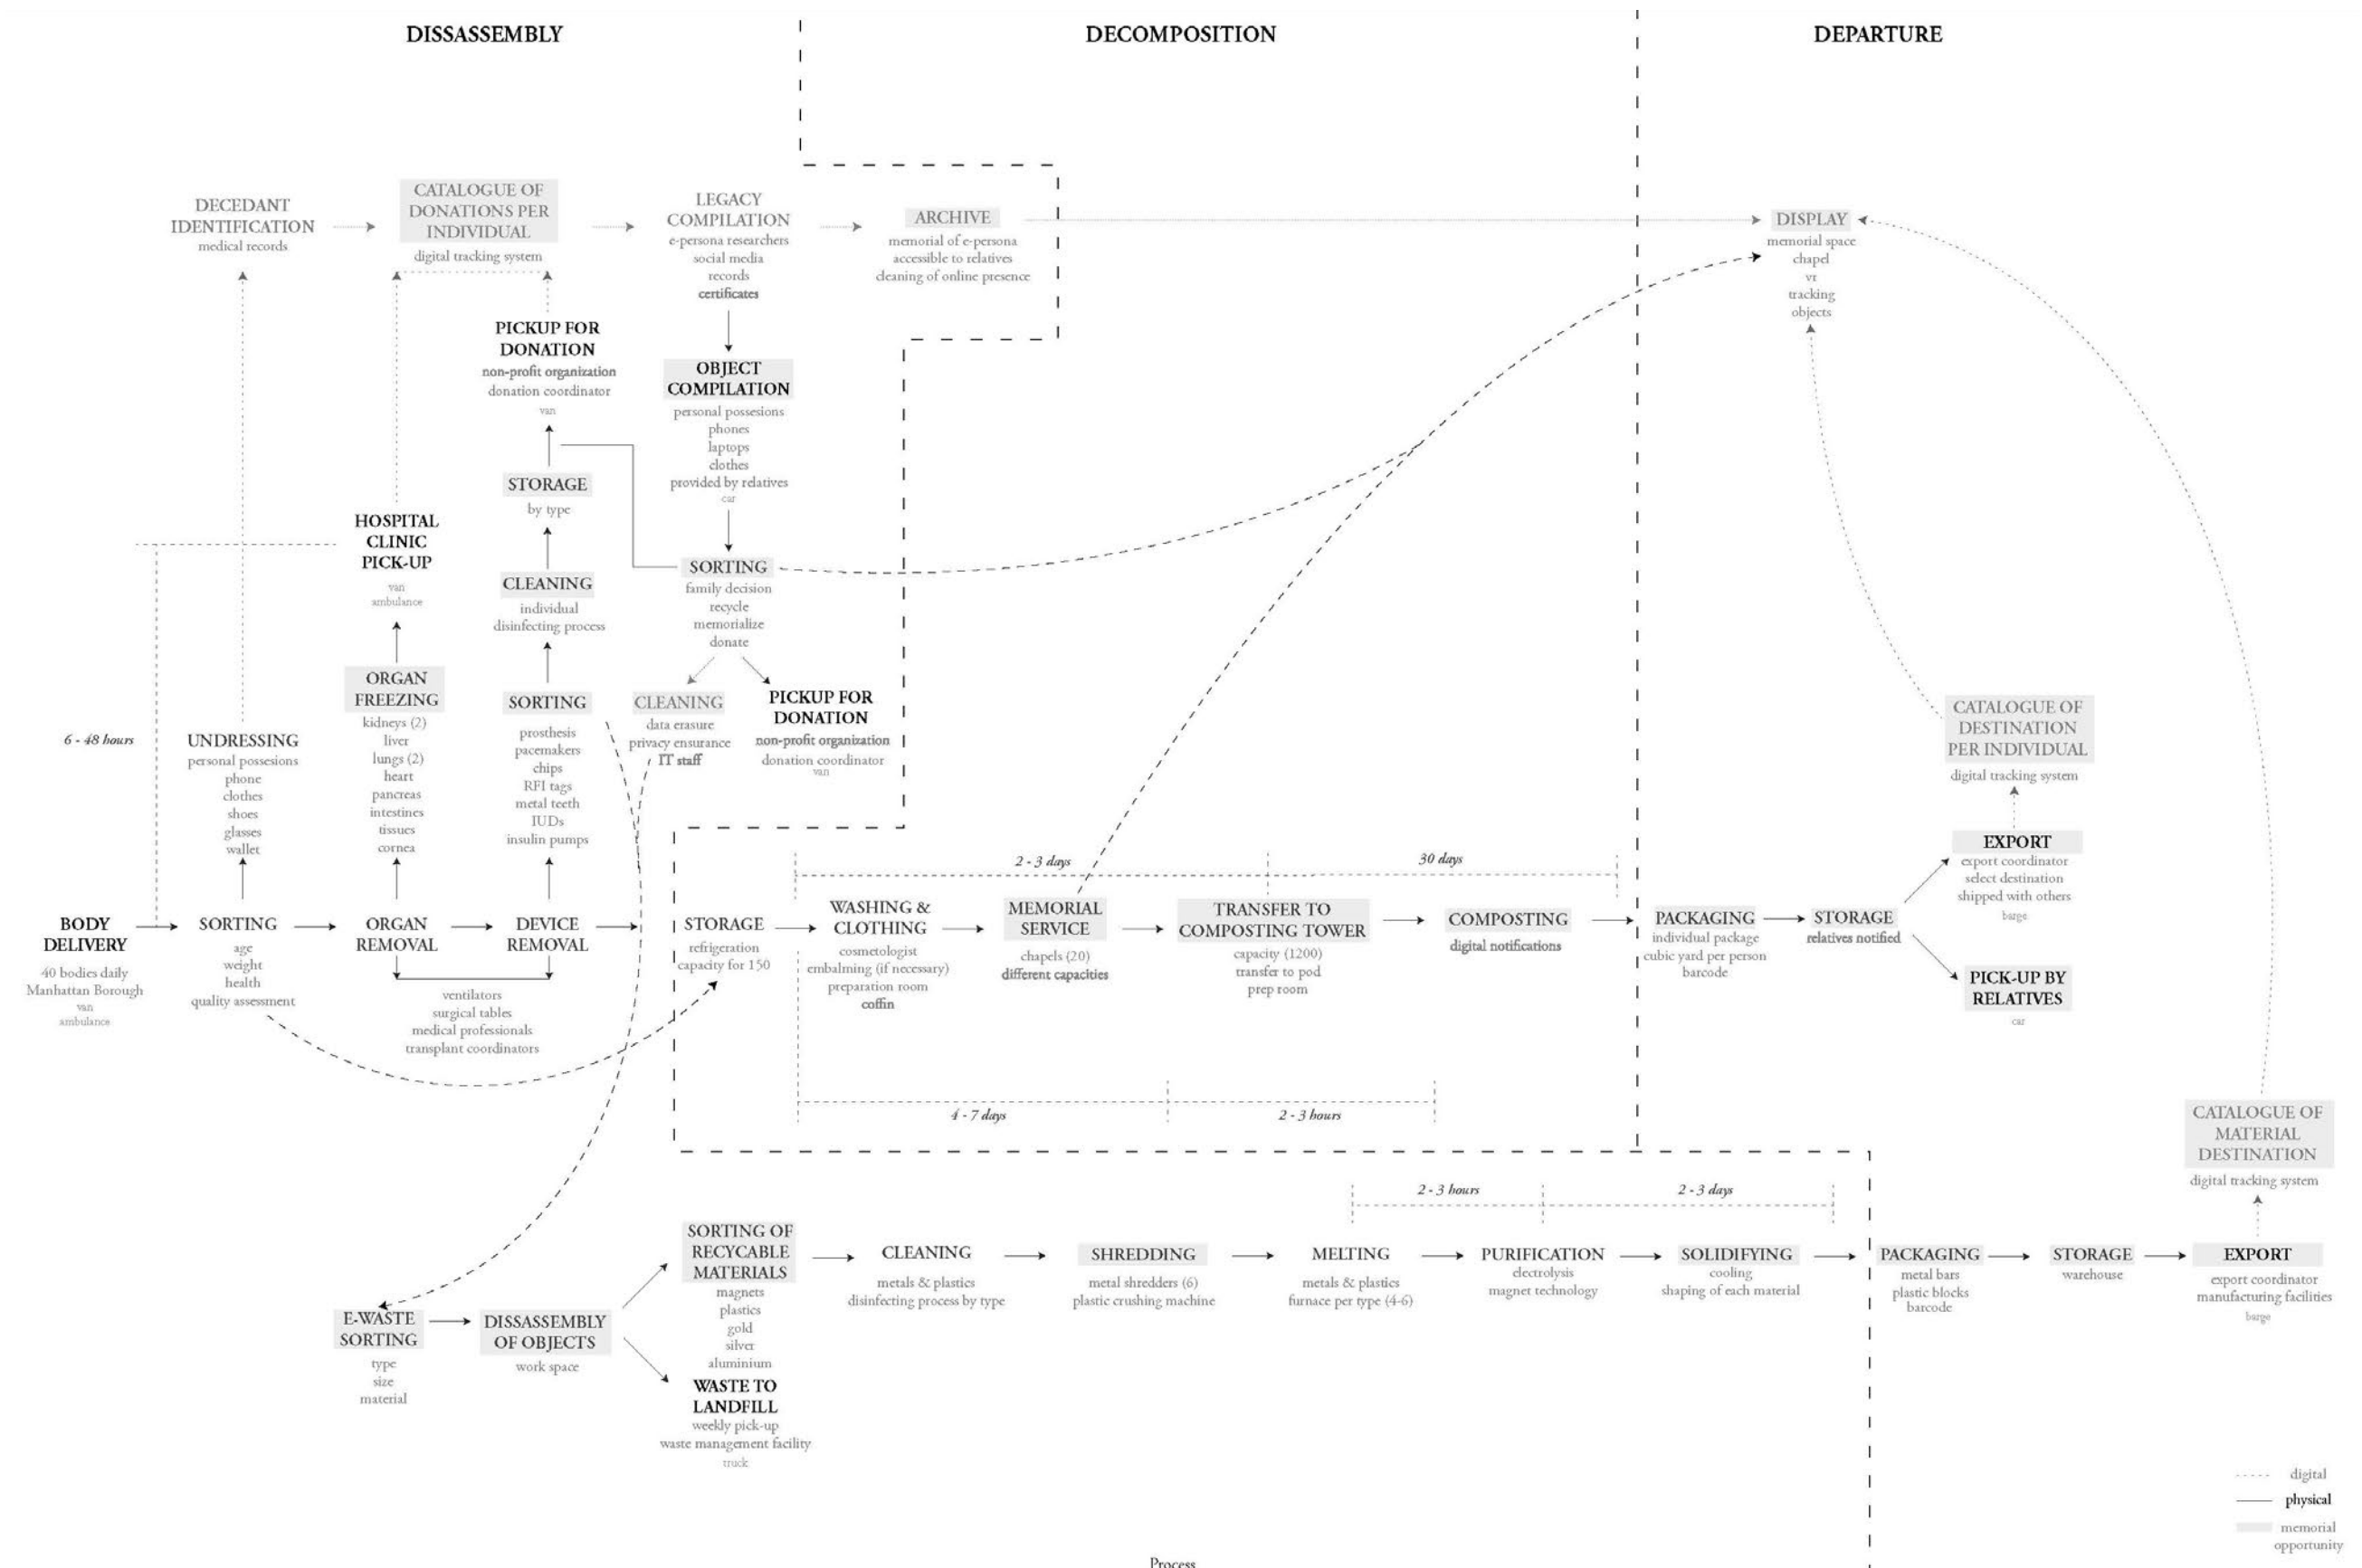 DISSASSEMBLY
DECOMPOSITION
DEPARTURE
DECEDANT
IDENTIFICATION
medical records
CATALOGUE OF
DONATIONS PER
INDIVIDUAL
digital tracking system
LEGACY
COMPILATION
e-persona researchers
social media
records
certificates
ARCHIVE
memorial of e-persona
accessible to relatives
cleaning of online presence
DISPLAY
memorial space
chapel
vr
tracking
objects
PICKUP FOR
DONATION
non-profit organization
donation coordinator
van
OBJECT
COMPILATION
personal possesions
phones
laptops
clothes
provided by relatives
car
STORAGE
by type
HOSPITAL
CLINIC
PICK-UP
van
ambulance
CLEANING
individual
disinfecting process
SORTING
family decision
recycle
memorialize
donate
ORGAN
FREEZING
kidneys (2)
liver
lungs (2)
heart
pancreas
intestines
tissues
cornea
SORTING
prosthesis
pacemakers
chips
RFI tags
metal teeth
IUDs
insulin pumps
CLEANING
data erasure
privacy ensurance
IT staff
PICKUP FOR
DONATION
non-profit organization
donation coordinator
van
6 - 48 hours
UNDRESSING
personal possesions
phone
clothes
shoes
glasses
wallet
CATALOGUE OF
DESTINATION
PER INDIVIDUAL
digital tracking system
EXPORT
export coordinator
select destination
shipped with others
barge
2 - 3 days
30 days
BODY
DELIVERY
40 bodies daily
Manhattan Borough
van
ambulance
SORTING
age
weight
health
quality assessment
ORGAN
REMOVAL
DEVICE
REMOVAL
ventilators
surgical tables
medical professionals
transplant coordinators
STORAGE
refrigeration
capacity for 150
WASHING &
CLOTHING
cosmetologist
embalming (if necessary)
preparation room
coffin
MEMORIAL
SERVICE
chapels (20)
different capacities
TRANSFER TO
COMPOSTING TOWER
capacity (1200)
transfer to pod
prep room
COMPOSTING
digital notifications
PACKAGING
individual package
cubic yard per person
barcode
STORAGE
relatives notified
PICK-UP BY
RELATIVES
car
4 - 7 days
2 - 3 hours
CATALOGUE OF
MATERIAL
DESTINATION
digital tracking system
2 - 3 hours
2 - 3 days
E-WASTE
SORTING
type
size
material
DISSASSEMBLY
OF OBJECTS
work space
SORTING OF
RECYCABLE
MATERIALS
magnets
plastics
gold
silver
aluminium
WASTE TO
LANDFILL
weekly pick-up
waste management facility
truck
CLEANING
metals & plastics
disinfecting process by type
SHREDDING
metal shredders (6)
plastic crushing machine
MELTING
metals & plastics
furnace per type (4-6)
PURIFICATION
electrolysis
magnet technology
SOLIDIFYING
cooling
shaping of each material
PACKAGING
metal bars
plastic blocks
barcode
STORAGE
warehouse
EXPORT
export coordinator
manufacturing facilities
barge
digital
physical
memorial
opportunity
Process